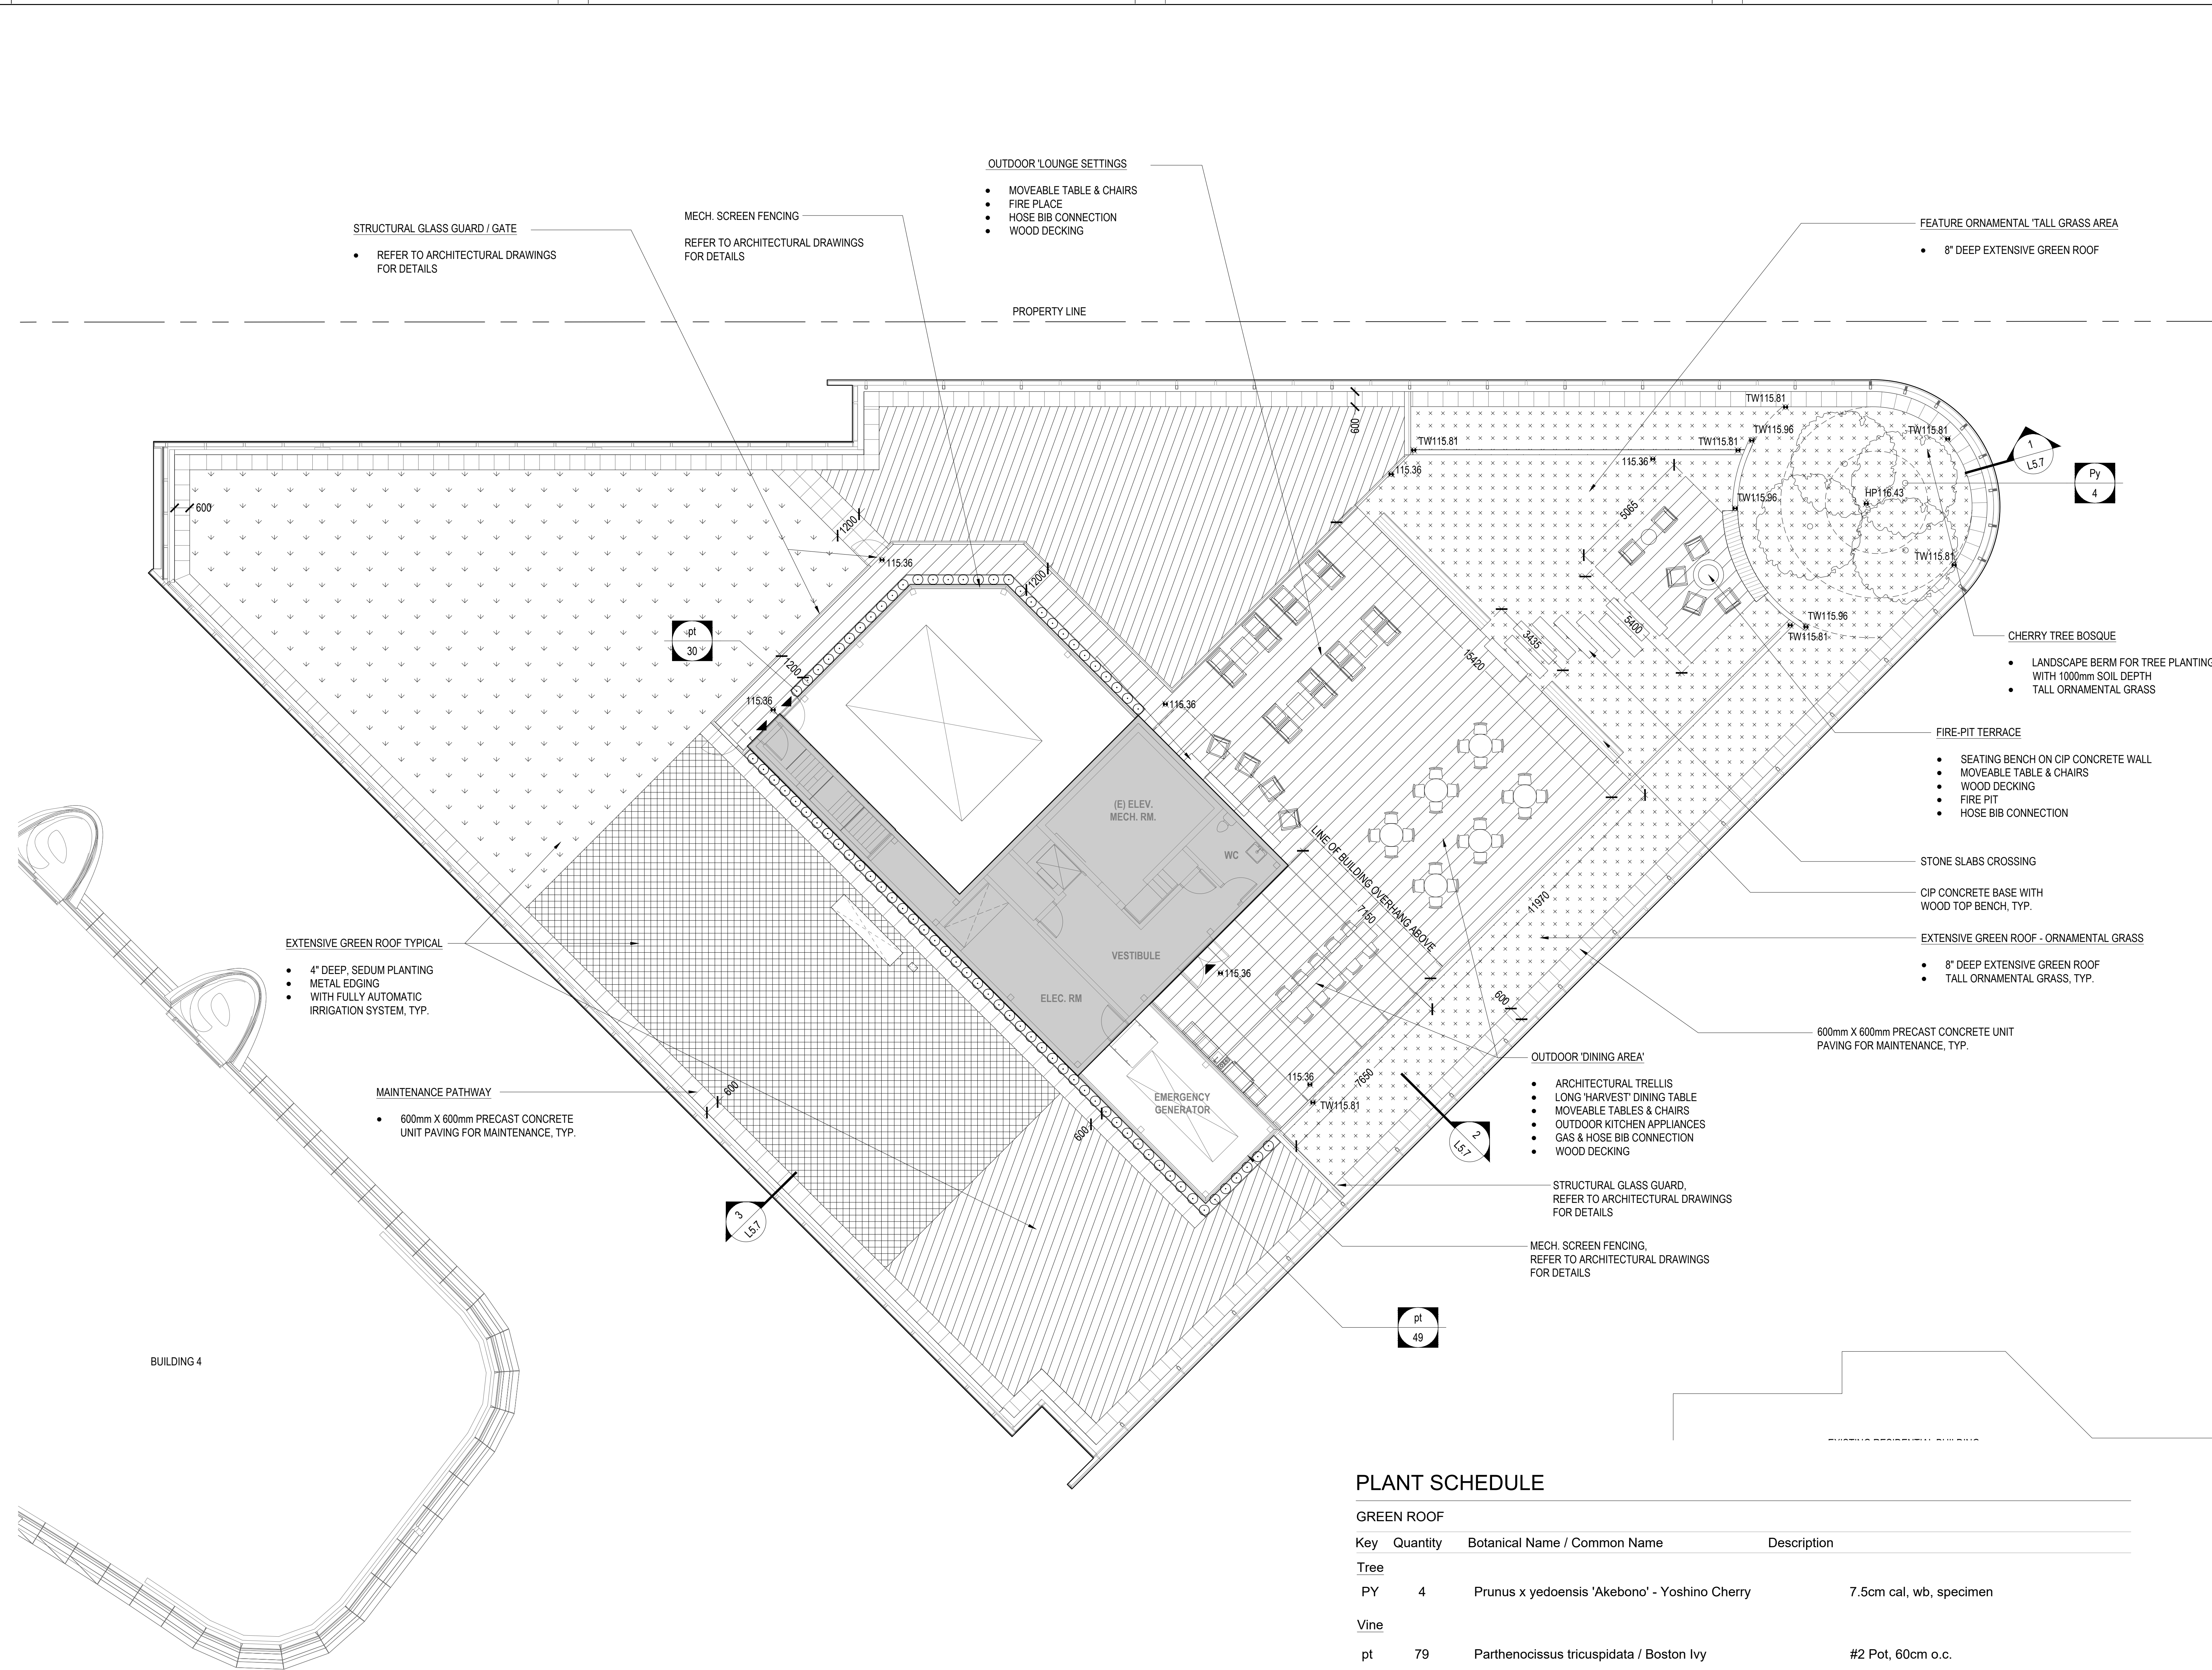 OUTDOOR 'LOUNGE SETTINGS
● MOVEABLE TABLE & CHAIRS
● FIRE PLACE
● HOSE BIB CONNECTION
● WOOD DECKING
MECH. SCREEN FENCING
REFER TO ARCHITECTURAL DRAWINGS
FOR DETAILS
STRUCTURAL GLASS GUARD / GATE
● REFER TO ARCHITECTURAL DRAWINGS
FOR DETAILS
FEATURE ORNAMENTAL 'TALL GRASS AREA
● 8" DEEP EXTENSIVE GREEN ROOF
PROPERTY LINE
600
TW115.81
TW115.96
TW115.81
TW115.81
TW115.81
115.36
115.36
1
L5.7
Py
4
HP116.43
TW115.96
5065
600
1200
115.36
1200
TW115.81
TW115.96
TW115.81
5400
3435
15420
pt
30
1200
115.36
115.36
CHERRY TREE BOSQUE
● LANDSCAPE BERM FOR TREE PLANTING
WITH 1000mm SOIL DEPTH
● TALL ORNAMENTAL GRASS
FIRE-PIT TERRACE
● SEATING BENCH ON CIP CONCRETE WALL
● MOVEABLE TABLE & CHAIRS
● WOOD DECKING
● FIRE PIT
● HOSE BIB CONNECTION
(E) ELEV.
MECH. RM.
WC
LINE OF BUILDING OVERHANG ABOVE
7150
11970
STONE SLABS CROSSING
CIP CONCRETE BASE WITH
WOOD TOP BENCH, TYP.
EXTENSIVE GREEN ROOF - ORNAMENTAL GRASS
● 8" DEEP EXTENSIVE GREEN ROOF
● TALL ORNAMENTAL GRASS, TYP.
EXTENSIVE GREEN ROOF TYPICAL
● 4" DEEP, SEDUM PLANTING
● METAL EDGING
● WITH FULLY AUTOMATIC
IRRIGATION SYSTEM, TYP.
VESTIBULE
115.36
ELEC. RM
600
600mm X 600mm PRECAST CONCRETE UNIT
PAVING FOR MAINTENANCE, TYP.
MAINTENANCE PATHWAY
● 600mm X 600mm PRECAST CONCRETE
UNIT PAVING FOR MAINTENANCE, TYP.
600
600
EMERGENCY
GENERATOR
115.36
7650
TW115.81
OUTDOOR 'DINING AREA'
● ARCHITECTURAL TRELLIS
● LONG 'HARVEST' DINING TABLE
● MOVEABLE TABLES & CHAIRS
● OUTDOOR KITCHEN APPLIANCES
● GAS & HOSE BIB CONNECTION
● WOOD DECKING
2
L5.7
3
L5.7
STRUCTURAL GLASS GUARD,
REFER TO ARCHITECTURAL DRAWINGS
FOR DETAILS
MECH. SCREEN FENCING,
REFER TO ARCHITECTURAL DRAWINGS
FOR DETAILS
pt
49
BUILDING 4
PLANT SCHEDULE
GREEN ROOF
Key Quantity Botanical Name / Common Name Description
Tree
PY 4 Prunus x yedoensis 'Akebono' - Yoshino Cherry 7.5cm cal, wb, specimen
Vine
pt 79 Parthenocissus tricuspidata / Boston Ivy #2 Pot, 60cm o.c.